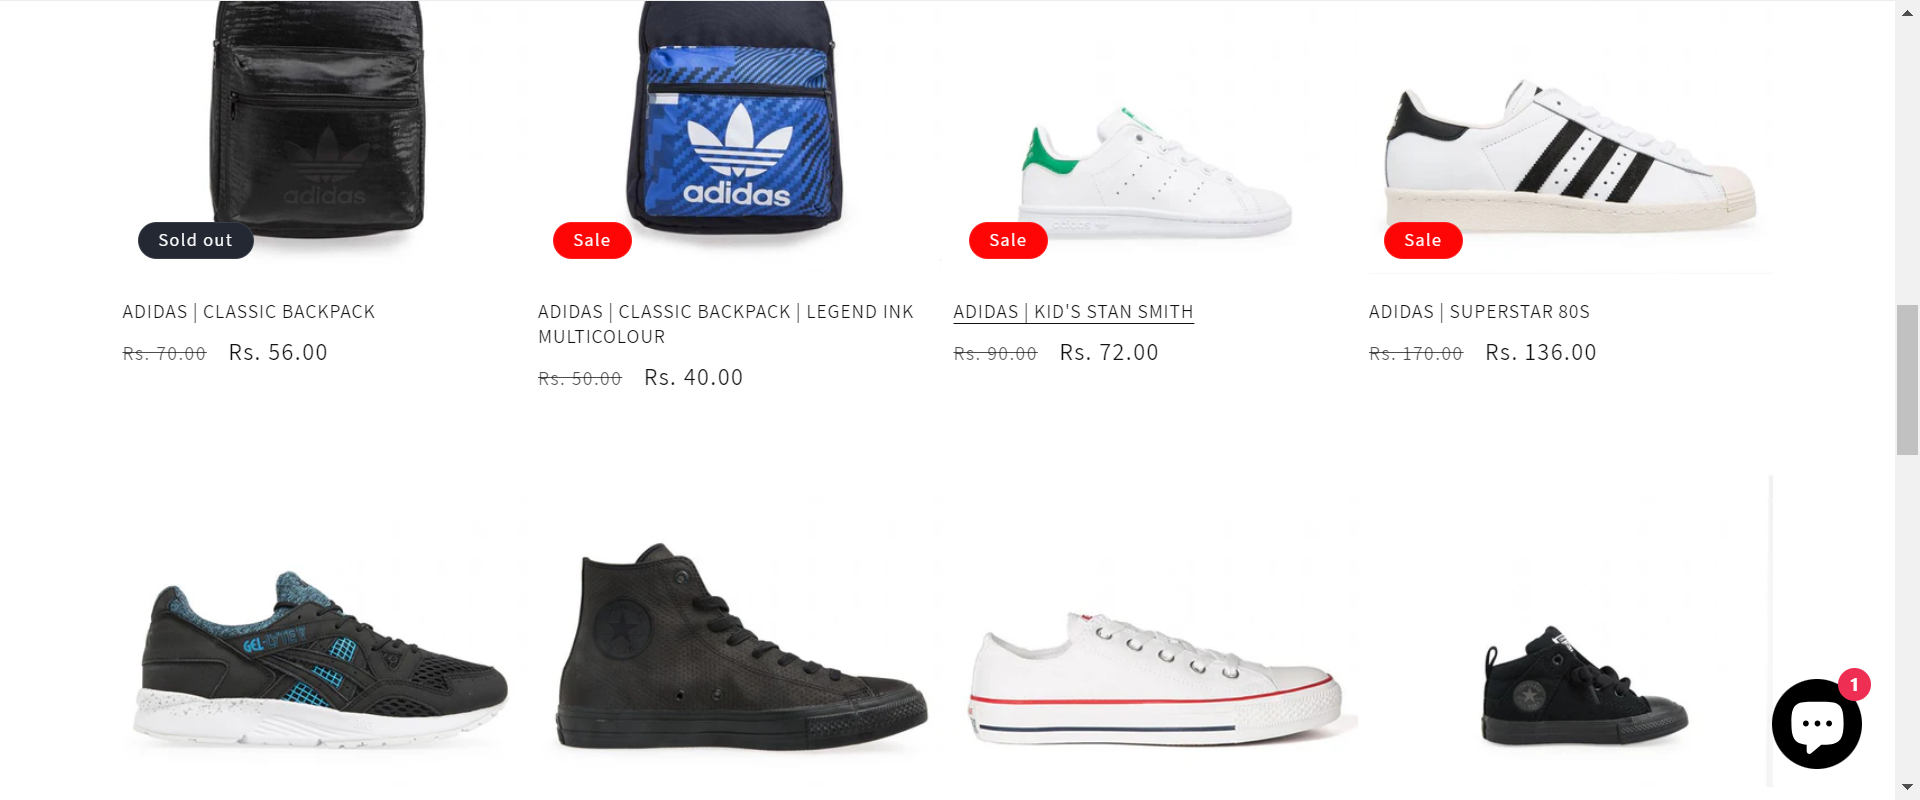 adidas
adidas
Sold out
Sale
Sale
Sale
ADIDAS | CLASSIC BACKPACK
Rs. 70.00 Rs. 56.00
ADIDAS | CLASSIC BACKPACK | LEGEND INK
MULTICOLOUR
Rs. 50.00 Rs. 40.00
ADIDAS | KID'S STAN SMITH
Rs. 90.00 Rs. 72.00
ADIDAS | SUPERSTAR 80S
Rs. 170.00 Rs. 136.00
GEL-LYTE V
1